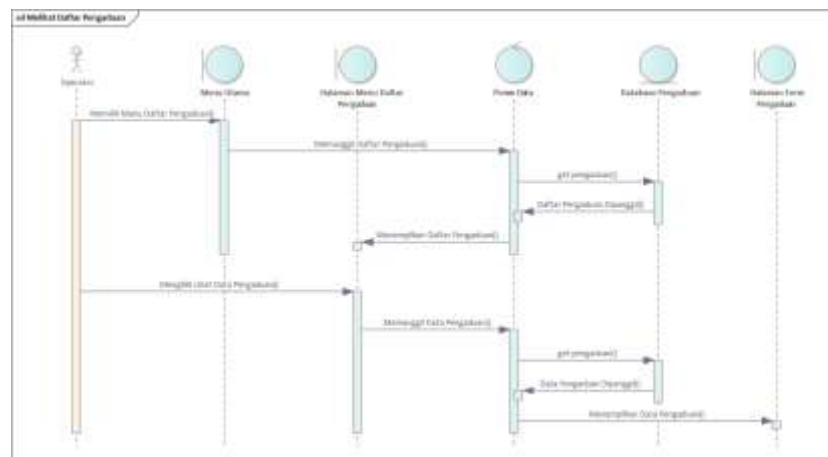 sd Melihat Daftar Pengaduan
Operator
Menu Utama
Halaman Menu Daftar
Pengaduan
Proses Data
Database Pengaduan
Halaman Form
Pengaduan
Memilih Menu Daftar Pengaduan()
Memanggil Daftar Pengaduan()
get pengaduan()
Daftar Pengaduan Dipanggil()
Menampilkan Daftar Pengaduan()
Mengklik Lihat Data Pengaduan()
Memanggil Data Pengaduan()
get pengaduan()
Data Pengaduan Dipanggil()
Menampilkan Data Pengaduan()